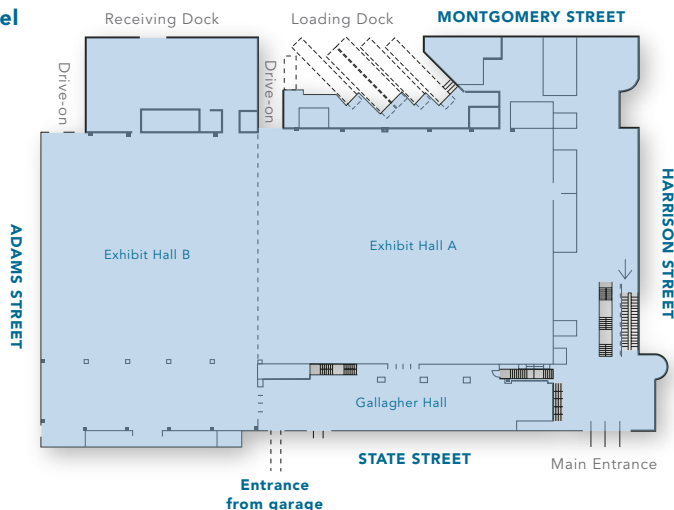 el
Receiving Dock
Loading Dock
MONTGOMERY STREET
Drive-on
Drive-on
ADAMS STREET
HARRISON STREET
Exhibit Hall B
Exhibit Hall A
Gallagher Hall
STATE STREET
Main Entrance
Entrance
from garage